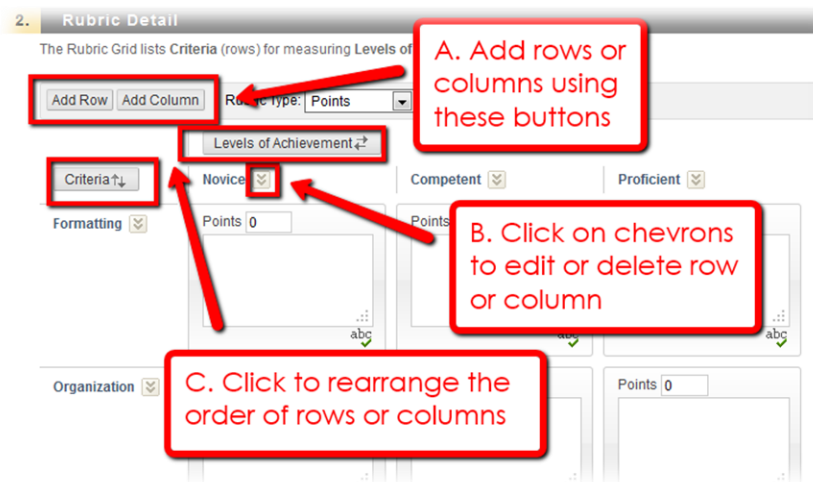 2. Rubric Detail
The Rubric Grid lists Criteria (rows) for measuring Levels of
A. Add rows or
columns using
these buttons
Add Row Add Column Rubric Type: Points
Levels of Achievement
Criteria Novice Competent Proficient
Formatting Points 0 Points
B. Click on chevrons
to edit or delete row
or column
abc abc abc
C. Click to rearrange the
order of rows or columns
Organization Points 0